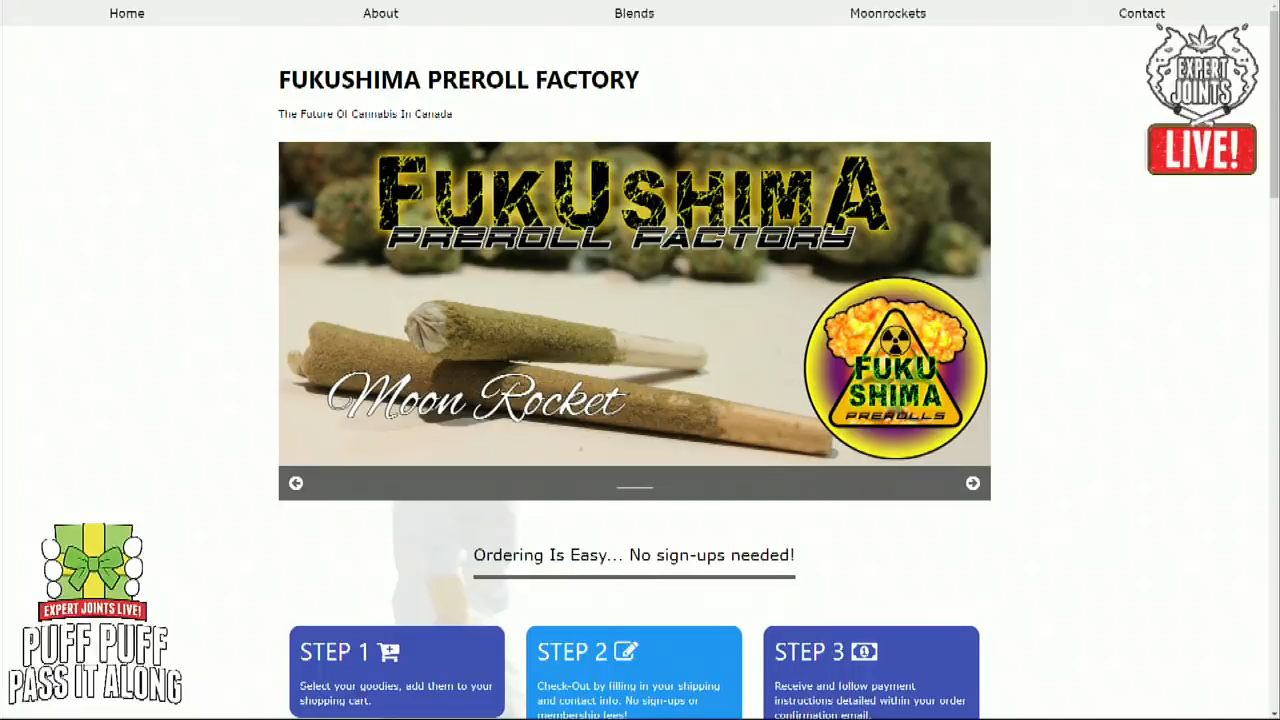 Home About Blends Moonrockets Contact
EXPERT
JOINTS
LIVE!
FUKUSHIMA PREROLL FACTORY
The Future Of Cannabis In Canada
FUKUSHIMA
PREROLL FACTORY
Moon Rocket
FUKU
SHIMA
PREROLLS
Ordering Is Easy... No sign-ups needed!
EXPERT JOINTS LIVE!
PUFF PUFF
PASS IT ALONG
STEP 1
Select your goodies, add them to your
shopping cart.
STEP 2
Check-Out by filling in your shipping
and contact info. No sign-ups or
membership fees!
STEP 3
Receive and follow payment
instructions detailed within your order
confirmation email.